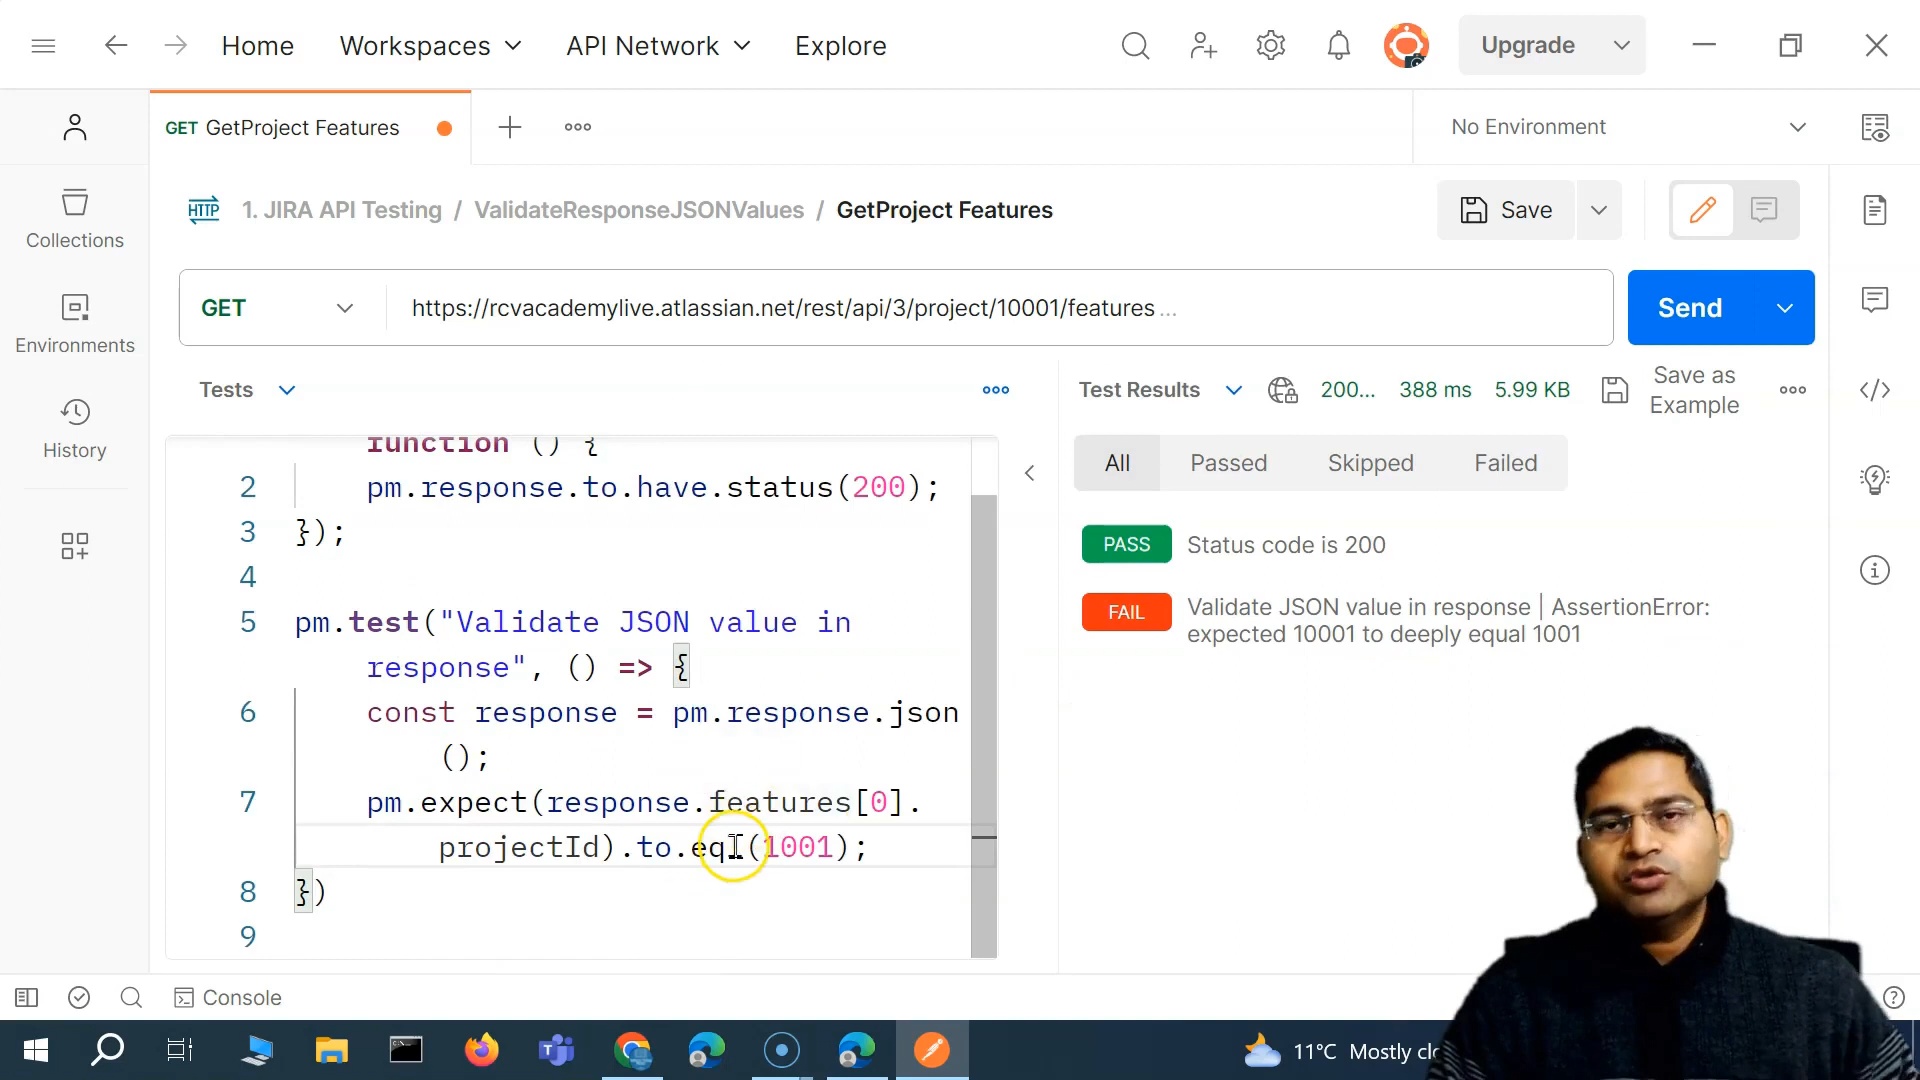 Home
Workspaces
API Network
Explore
Upgrade
GET GetProject Features
No Environment
HTTP 1. JIRA API Testing / ValidateResponseJSONValues / GetProject Features
Save
Collections
Environments
History
GET
https://rcvacademylive.atlassian.net/rest/api/3/project/10001/features ...
Send
Tests
Test Results
200... 388 ms 5.99 KB
Save as
Example
function () {
2 pm.response.to.have.status(200);
3 });
4
5 pm.test("Validate JSON value in
response", () => {
6 const response = pm.response.json
();
7 pm.expect(response.features[0].
projectId).to.eql(1001);
8 })
9
All
Passed
Skipped
Failed
PASS Status code is 200
FAIL Validate JSON value in response | AssertionError:
expected 10001 to deeply equal 1001
Console
11°C Mostly